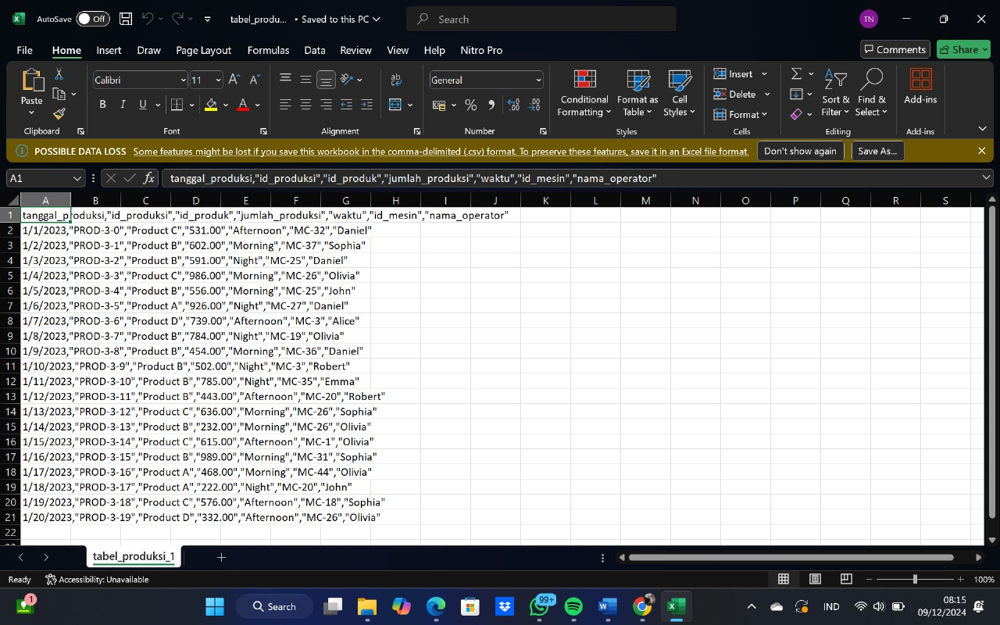 AutoSave Off tabel_produ... • Saved to this PC Search TN
File Home Insert Draw Page Layout Formulas Data Review View Help Nitro Pro Comments Share
Paste Calibri 11 General Conditional Formatting Format as Table Cell Styles Insert Delete Format Sort & Filter Find & Select Add-ins
Clipboard Font Alignment Number Styles Cells Editing Add-ins
POSSIBLE DATA LOSS Some features might be lost if you save this workbook in the comma-delimited (.csv) format. To preserve these features, save it in an Excel file format. Don't show again Save As...
A1 fx tanggal_produksi,"id_produksi","id_produk","jumlah_produksi","waktu","id_mesin","nama_operator"
A B C D E F G H I J K L M N O P Q R S
1 tanggal_produksi,"id_produksi","id_produk","jumlah_produksi","waktu","id_mesin","nama_operator"
2 1/1/2023,"PROD-3-0","Product C","531.00","Afternoon","MC-32","Daniel"
3 1/2/2023,"PROD-3-1","Product B","602.00","Morning","MC-37","Sophia"
4 1/3/2023,"PROD-3-2","Product B","591.00","Night","MC-25","Daniel"
5 1/4/2023,"PROD-3-3","Product C","986.00","Morning","MC-26","Olivia"
6 1/5/2023,"PROD-3-4","Product B","556.00","Morning","MC-25","John"
7 1/6/2023,"PROD-3-5","Product A","926.00","Night","MC-27","Daniel"
8 1/7/2023,"PROD-3-6","Product D","739.00","Afternoon","MC-3","Alice"
9 1/8/2023,"PROD-3-7","Product B","784.00","Night","MC-19","Olivia"
10 1/9/2023,"PROD-3-8","Product B","454.00","Morning","MC-36","Daniel"
11 1/10/2023,"PROD-3-9","Product B","502.00","Night","MC-3","Robert"
12 1/11/2023,"PROD-3-10","Product B","785.00","Night","MC-35","Emma"
13 1/12/2023,"PROD-3-11","Product B","443.00","Afternoon","MC-20","Robert"
14 1/13/2023,"PROD-3-12","Product C","636.00","Morning","MC-26","Sophia"
15 1/14/2023,"PROD-3-13","Product B","232.00","Morning","MC-26","Olivia"
16 1/15/2023,"PROD-3-14","Product C","615.00","Afternoon","MC-1","Olivia"
17 1/16/2023,"PROD-3-15","Product B","989.00","Morning","MC-31","Sophia"
18 1/17/2023,"PROD-3-16","Product A","468.00","Morning","MC-44","Olivia"
19 1/18/2023,"PROD-3-17","Product A","222.00","Night","MC-20","John"
20 1/19/2023,"PROD-3-18","Product C","576.00","Afternoon","MC-18","Sophia"
21 1/20/2023,"PROD-3-19","Product D","332.00","Afternoon","MC-26","Olivia"
22
tabel_produksi_1
Ready Accessibility: Unavailable 100%
1 Search 99+ IND 08:15
09/12/2024